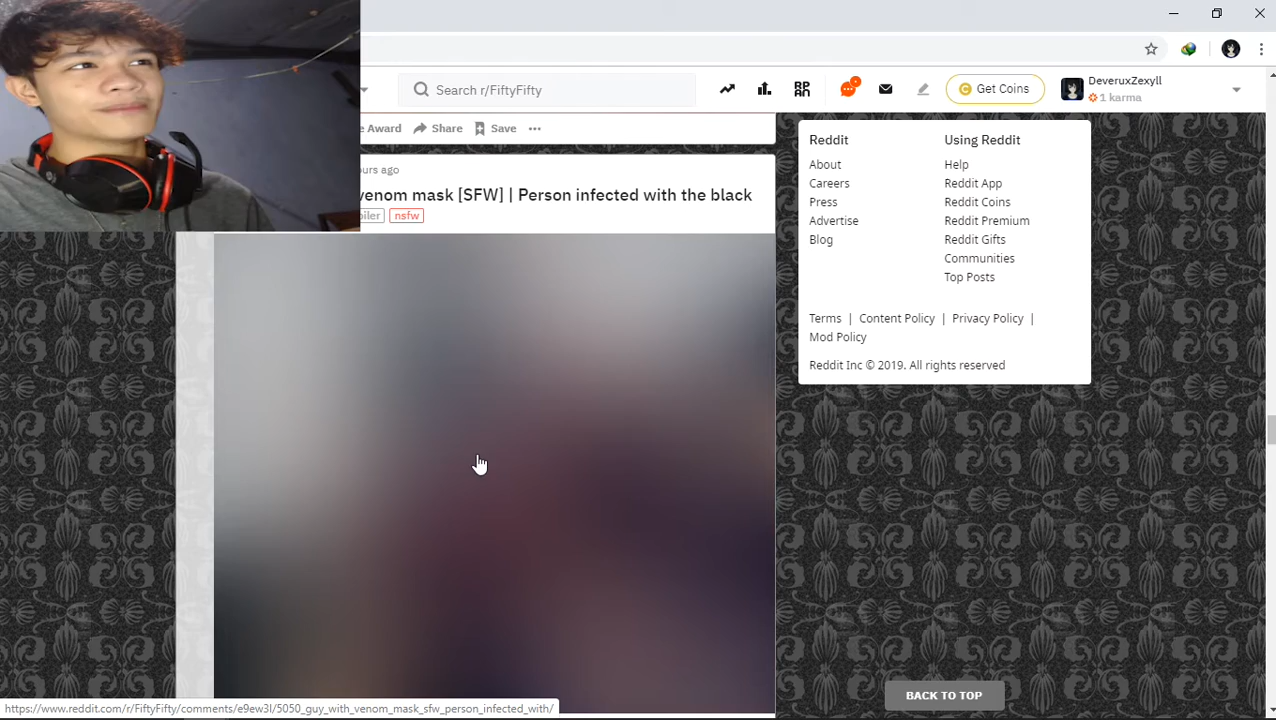 Search r/FiftyFifty
Get Coins
DeveruxZexyll
1 karma
Award
Share
Save
ours ago
venom mask [SFW] | Person infected with the black
oiler
nsfw
Reddit
About
Careers
Press
Advertise
Blog
Using Reddit
Help
Reddit App
Reddit Coins
Reddit Premium
Reddit Gifts
Communities
Top Posts
Terms | Content Policy | Privacy Policy |
Mod Policy
Reddit Inc © 2019. All rights reserved
BACK TO TOP
https://www.reddit.com/r/FiftyFifty/comments/e9ew3l/5050_guy_with_venom_mask_sfw_person_infected_with/